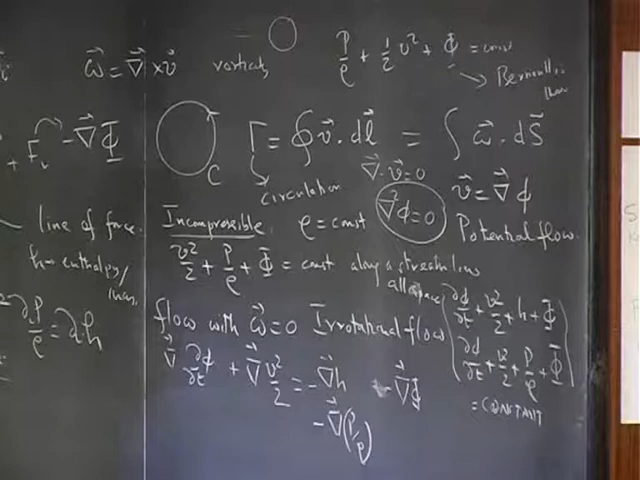 ω⃗ = ∇⃗ × v⃗ vorticity
P/ρ + 1/2 v² + Φ = const
→ Bernoulli's
+ F_v − ∇⃗Φ
C
Γ = ∮ v⃗ · dl⃗ = ∫ ω⃗ · dS⃗
circulation
∇⃗ · v⃗ = 0
∇²φ = 0
v⃗ = ∇⃗φ
Potential flow
line of force
h = enthalpy/
Incompressible ρ = const
v²/2 + P/ρ + Φ = const along a streamline
all space
∂P/ρ = ∂h
flow with ω⃗ = 0 Irrotational flow
∇⃗ ∂φ/∂t + ∇⃗ v²/2 = −∇⃗h − ∇⃗Φ
−∇⃗(P/ρ)
∂φ/∂t + v²/2 + h + Φ
∂φ/∂t + v²/2 + P/ρ + Φ
= CONSTANT